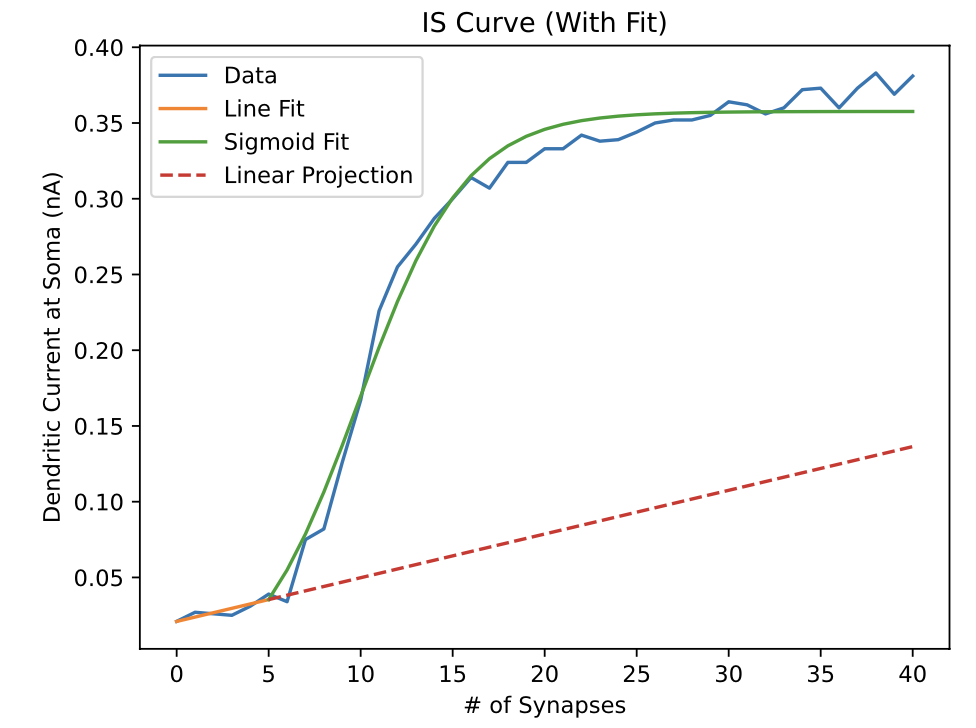 IS Curve (With Fit)
Data
Line Fit
Sigmoid Fit
Linear Projection
0.40
0.35
0.30
0.25
0.20
0.15
0.10
0.05
Dendritic Current at Soma (nA)
0 5 10 15 20 25 30 35 40
# of Synapses